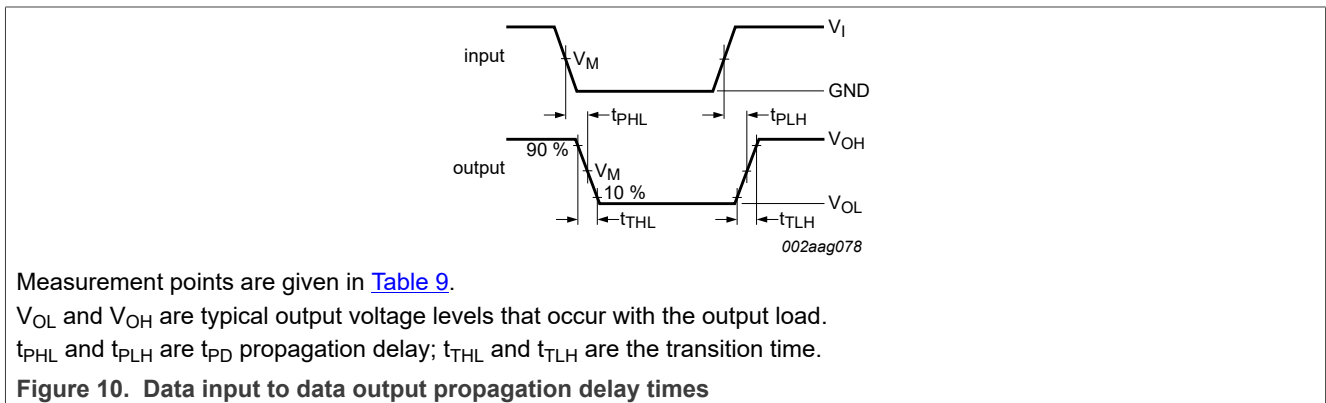 V_I
input
V_M
GND
t_PHL
t_PLH
V_OH
90 %
output
V_M
10 %
V_OL
t_THL
t_TLH
002aag078
Measurement points are given in Table 9.
V_OL and V_OH are typical output voltage levels that occur with the output load.
t_PHL and t_PLH are t_PD propagation delay; t_THL and t_TLH are the transition time.
Figure 10. Data input to data output propagation delay times